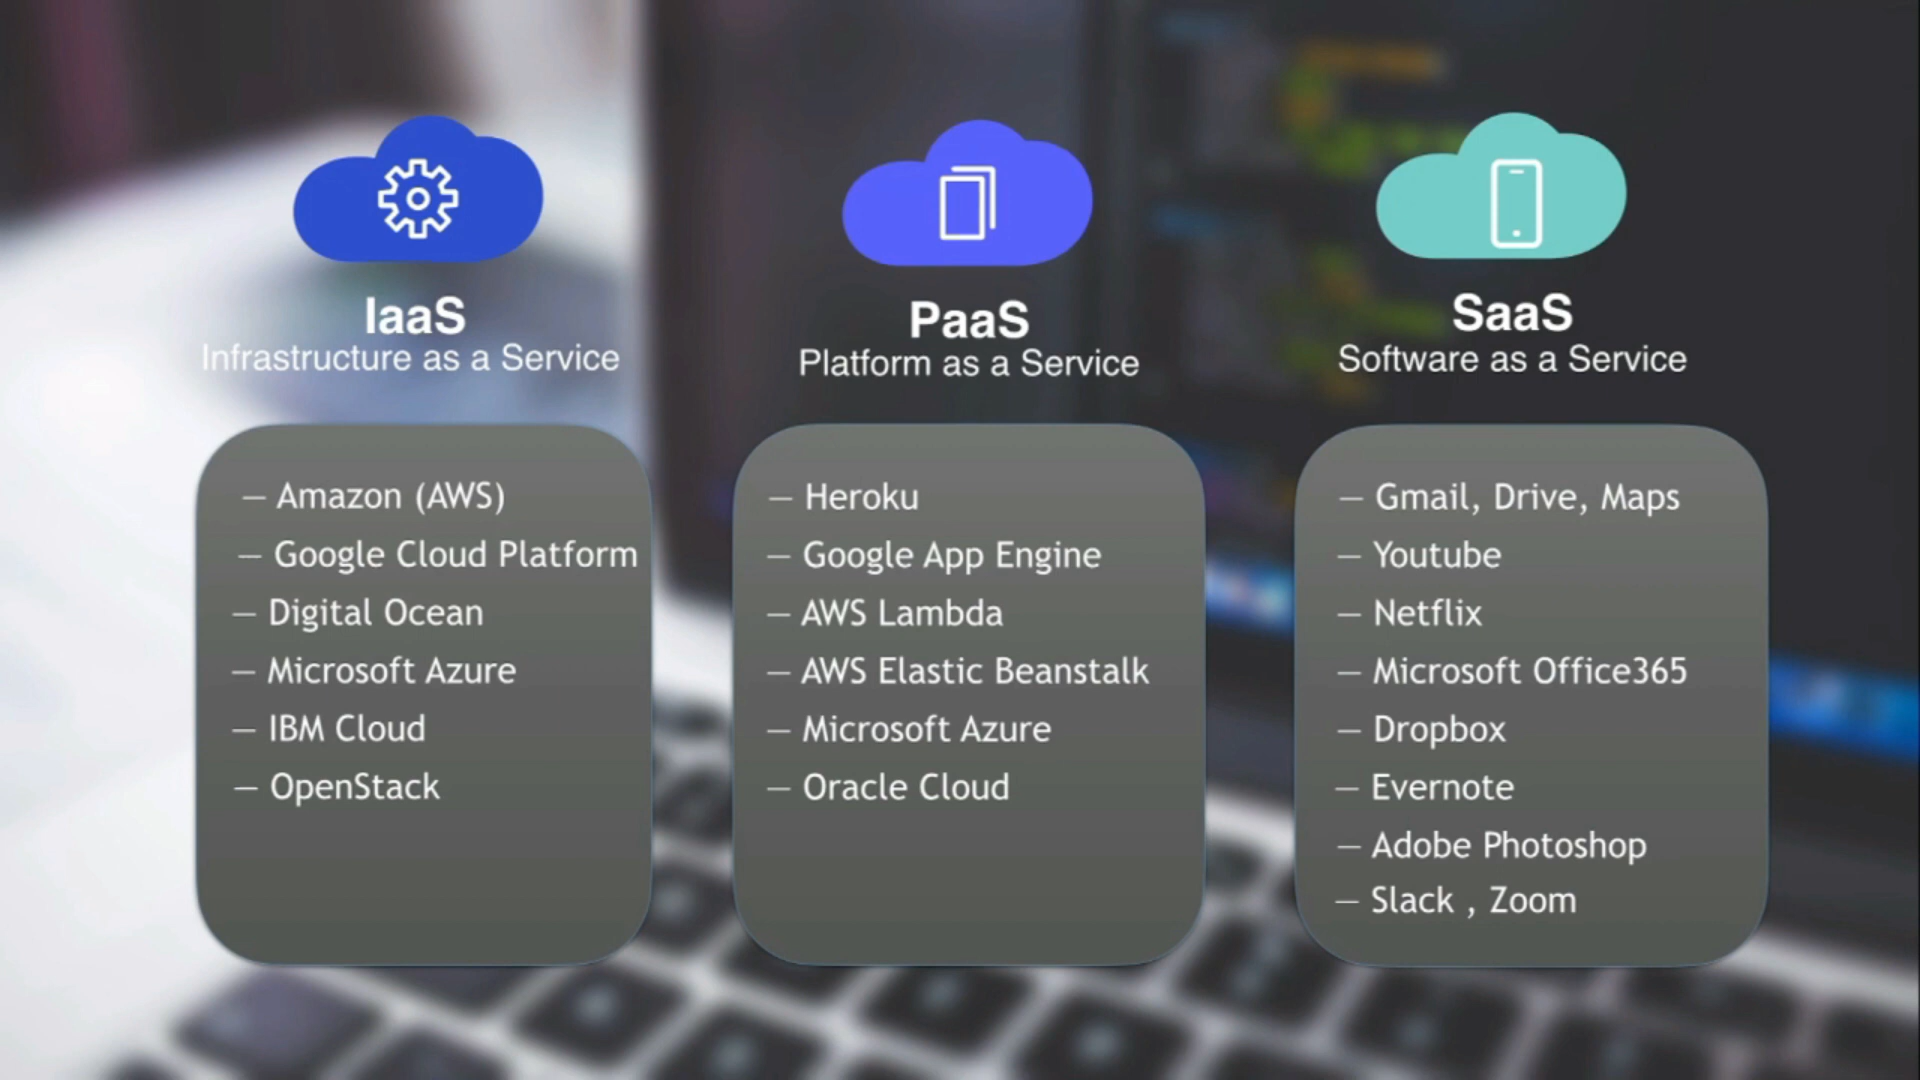 IaaS
Infrastructure as a Service
— Amazon (AWS)
— Google Cloud Platform
— Digital Ocean
— Microsoft Azure
— IBM Cloud
— OpenStack
PaaS
Platform as a Service
— Heroku
— Google App Engine
— AWS Lambda
— AWS Elastic Beanstalk
— Microsoft Azure
— Oracle Cloud
SaaS
Software as a Service
— Gmail, Drive, Maps
— Youtube
— Netflix
— Microsoft Office365
— Dropbox
— Evernote
— Adobe Photoshop
— Slack , Zoom